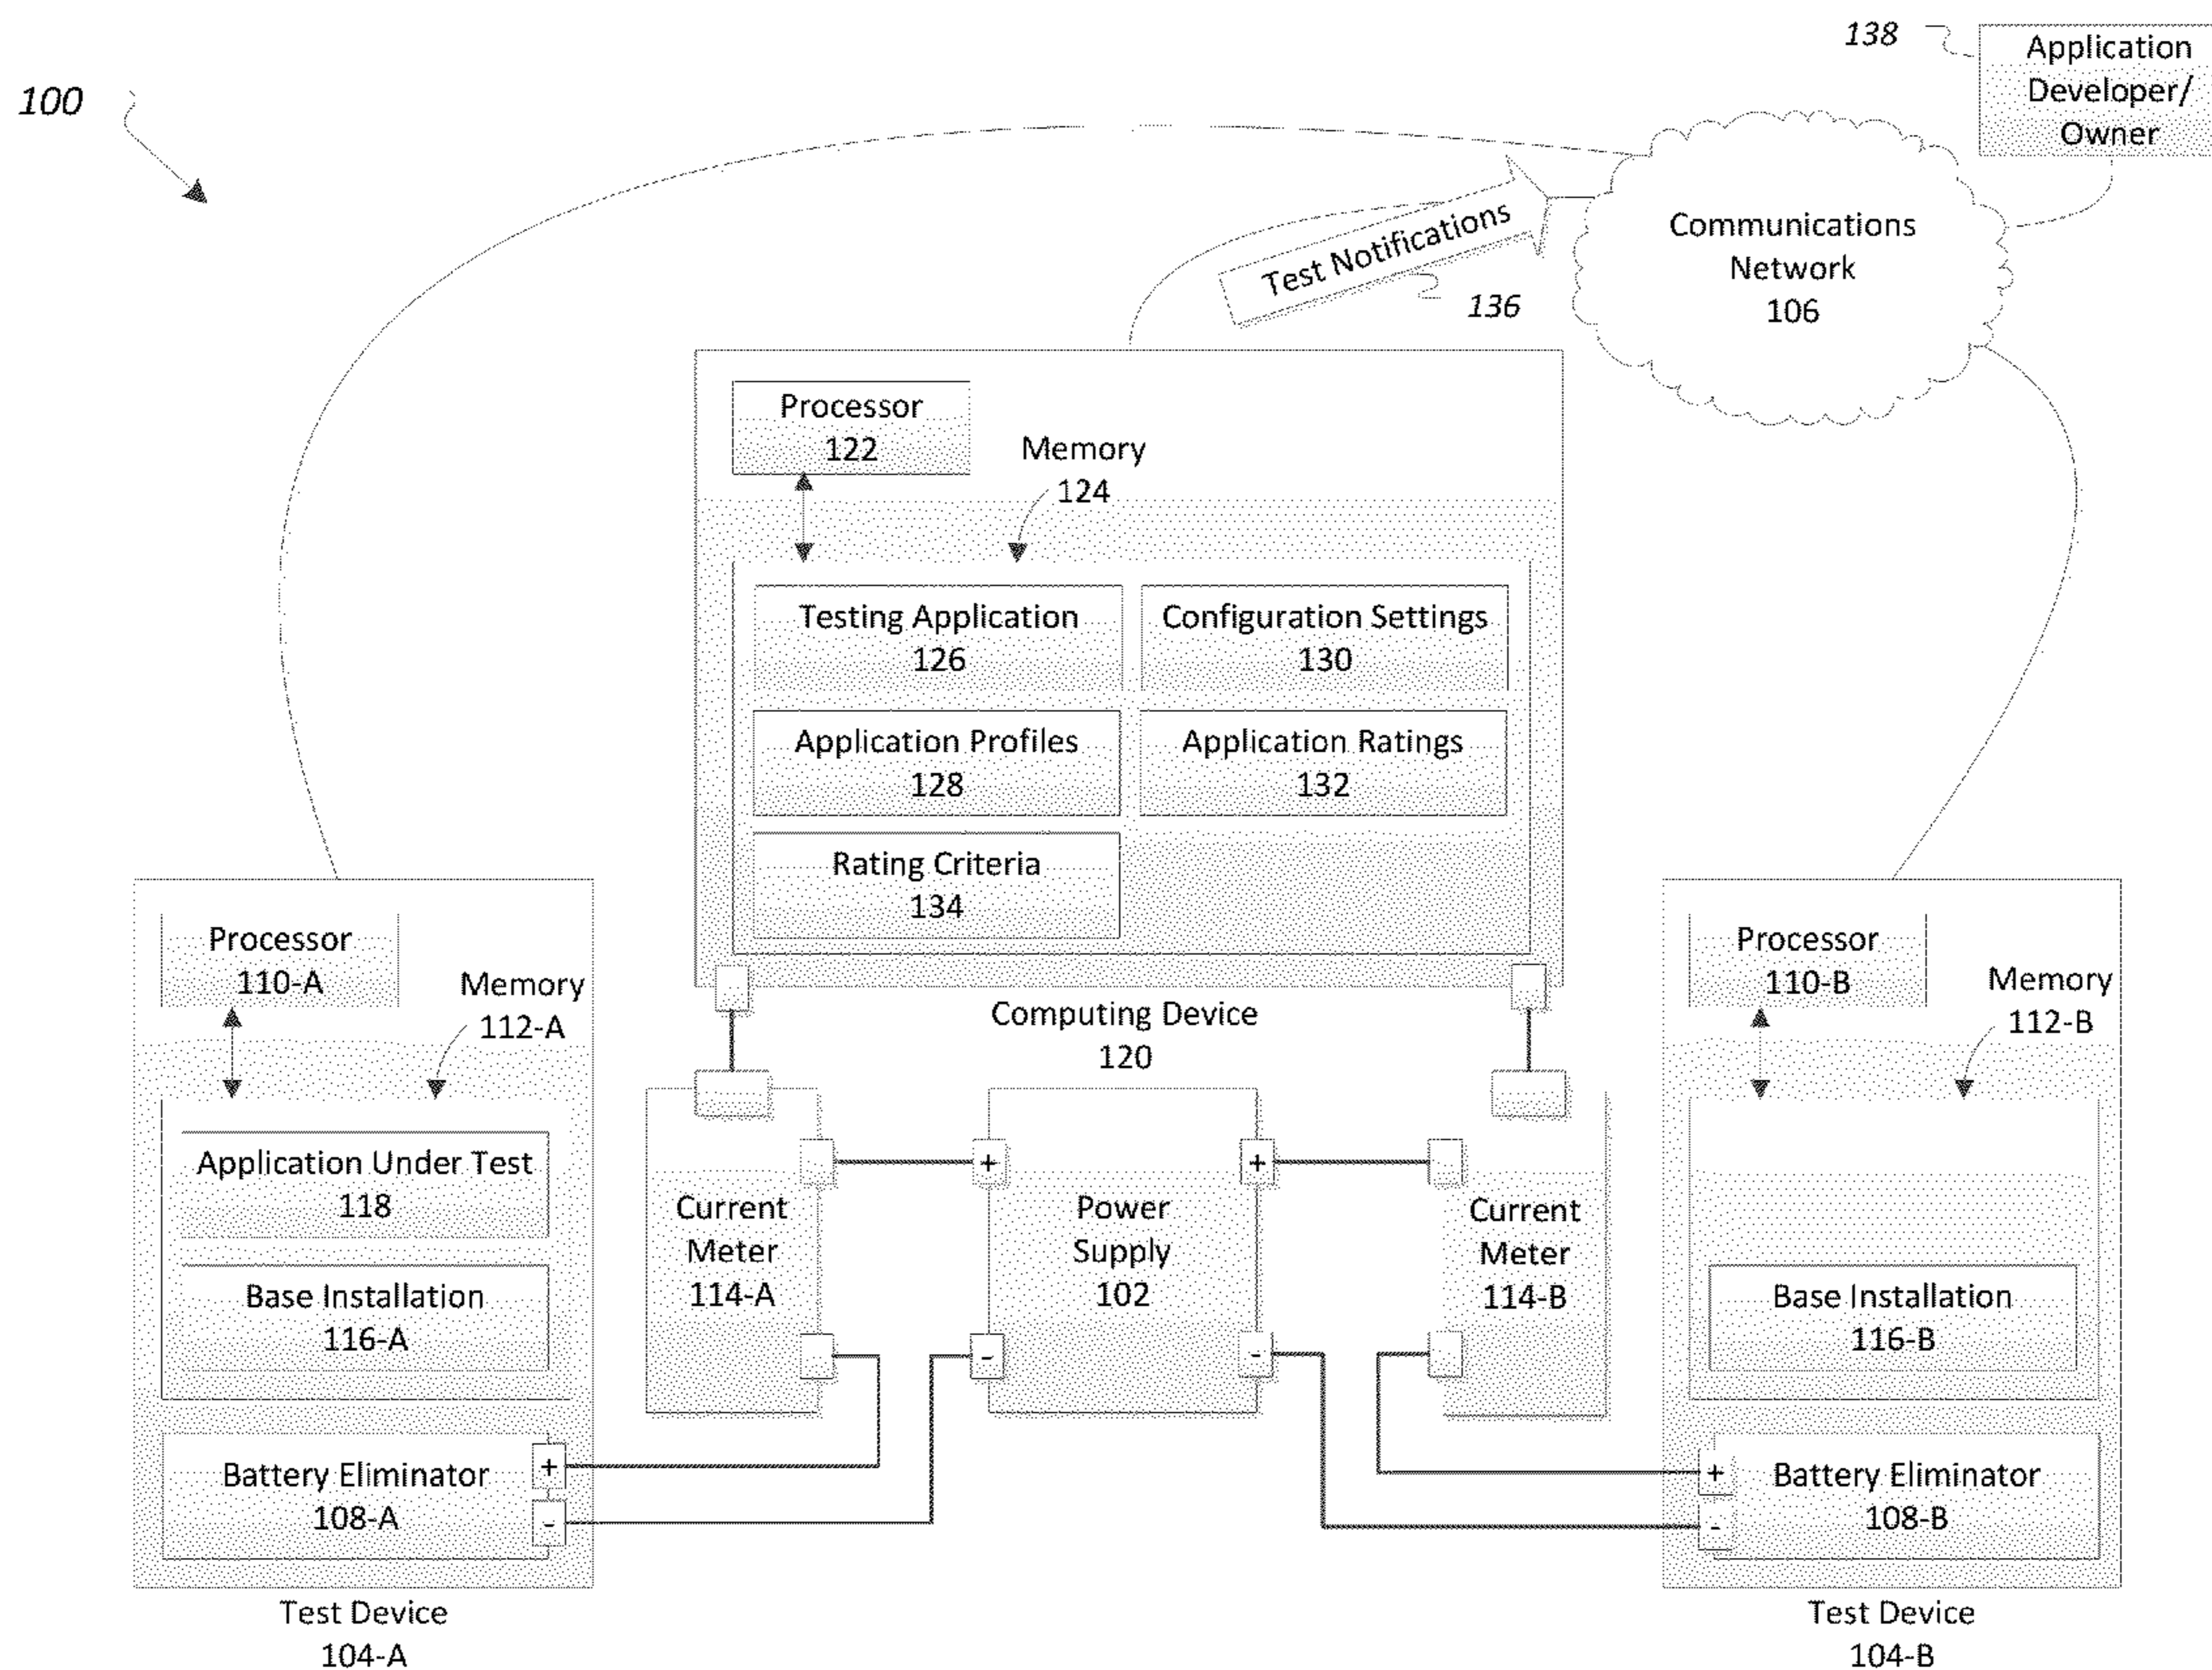 138
Application
Developer/
Owner
100
Communications
Network
106
Test Notifications
136
Processor
122
Memory
124
Testing Application
126
Configuration Settings
130
Application Profiles
128
Application Ratings
132
Rating Criteria
134
Computing Device
120
Processor
110-A
Memory
112-A
Application Under Test
118
Base Installation
116-A
Battery Eliminator
108-A
+
-
Test Device
104-A
Current
Meter
114-A
+
+
Power
Supply
102
-
-
Current
Meter
114-B
Processor
110-B
Memory
112-B
Base Installation
116-B
+
-
Battery Eliminator
108-B
Test Device
104-B